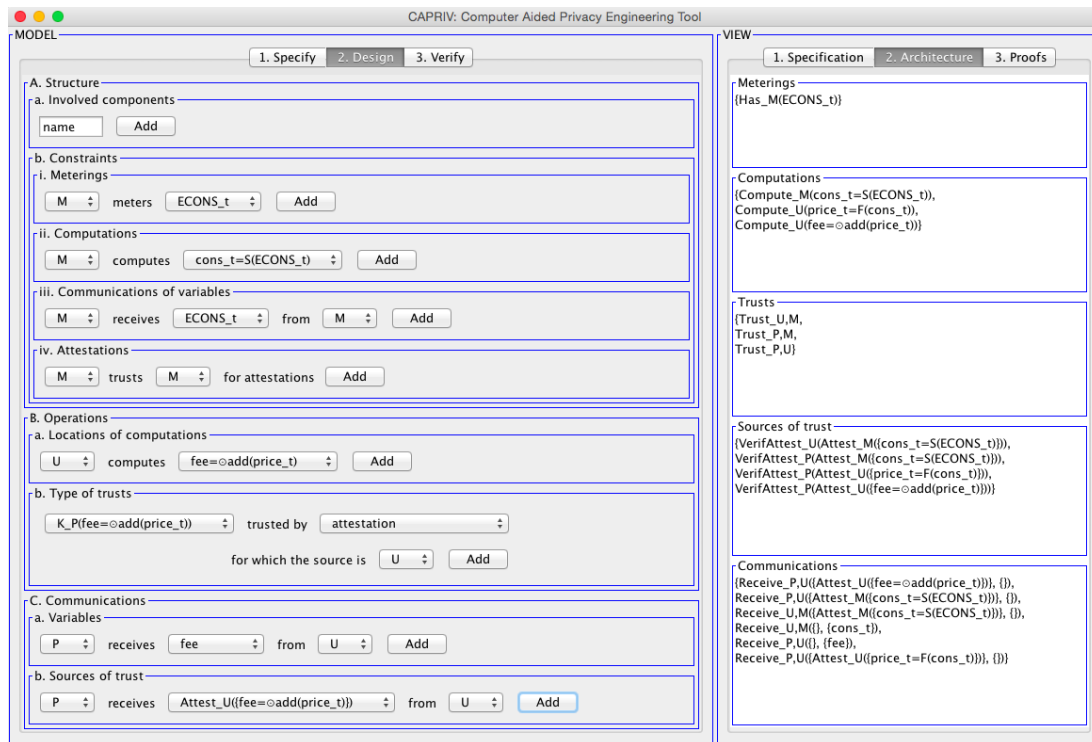 CAPRIV: Computer Aided Privacy Engineering Tool
MODEL
1. Specify 2. Design 3. Verify
A. Structure
a. Involved components
name Add
b. Constraints
i. Meterings
M meters ECONS_t Add
ii. Computations
M computes cons_t=S(ECONS_t) Add
iii. Communications of variables
M receives ECONS_t from M Add
iv. Attestations
M trusts M for attestations Add
B. Operations
a. Locations of computations
U computes fee=⊙add(price_t) Add
b. Type of trusts
K_P(fee=⊙add(price_t)) trusted by attestation
for which the source is U Add
C. Communications
a. Variables
P receives fee from U Add
b. Sources of trust
P receives Attest_U({fee=⊙add(price_t)}) from U Add
VIEW
1. Specification 2. Architecture 3. Proofs
Meterings
{Has_M(ECONS_t)}
Computations
{Compute_M(cons_t=S(ECONS_t)),
Compute_U(price_t=F(cons_t)),
Compute_U(fee=⊙add(price_t))}
Trusts
{Trust_U,M,
Trust_P,M,
Trust_P,U}
Sources of trust
{VerifAttest_U(Attest_M({cons_t=S(ECONS_t)})),
VerifAttest_P(Attest_M({cons_t=S(ECONS_t)})),
VerifAttest_P(Attest_U({price_t=F(cons_t)})),
VerifAttest_P(Attest_U({fee=⊙add(price_t)}))}
Communications
{Receive_P,U({Attest_U({fee=⊙add(price_t)})}, {}),
Receive_P,U({Attest_M({cons_t=S(ECONS_t)})}, {}),
Receive_U,M({Attest_M({cons_t=S(ECONS_t)})}, {}),
Receive_U,M({}, {cons_t}),
Receive_P,U({}, {fee}),
Receive_P,U({Attest_U({price_t=F(cons_t)})}, {})}